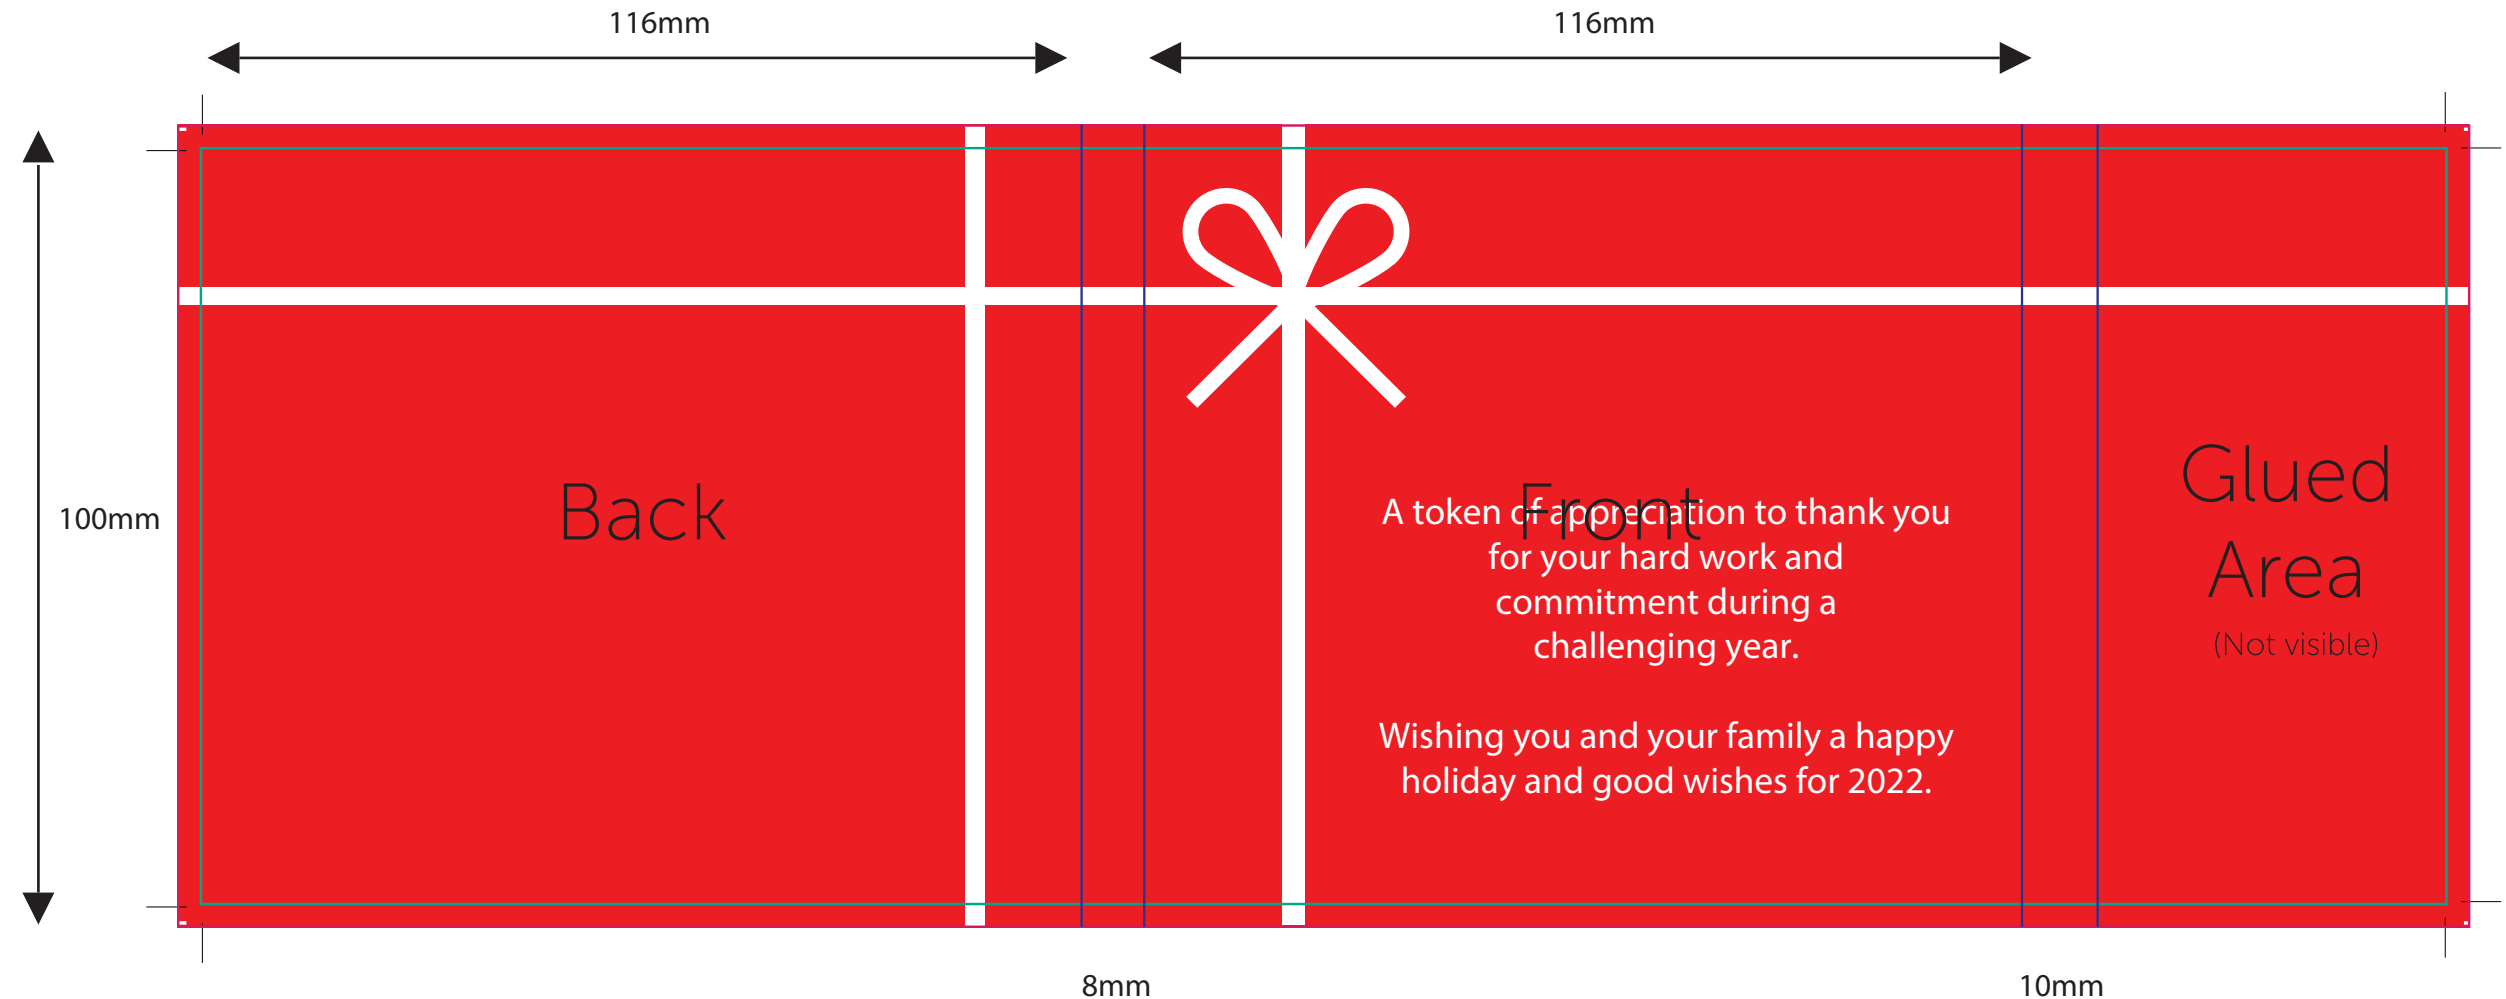 116mm
116mm
100mm
Back
Front
A token of appreciation to thank you
for your hard work and
commitment during a
challenging year.
Wishing you and your family a happy
holiday and good wishes for 2022.
Glued
Area
(Not visible)
8mm
10mm